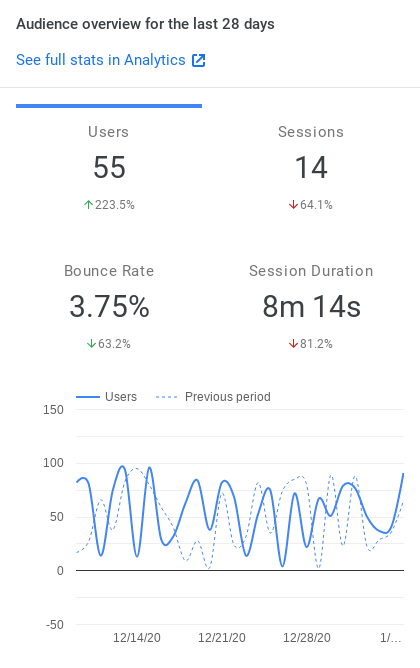 Audience overview for the last 28 days
See full stats in Analytics
Users
Sessions
55
14
223.5%
64.1%
Bounce Rate
Session Duration
3.75%
8m 14s
63.2%
81.2%
Users
Previous period
150
100
50
0
-50
12/14/20
12/21/20
12/28/20
1/…